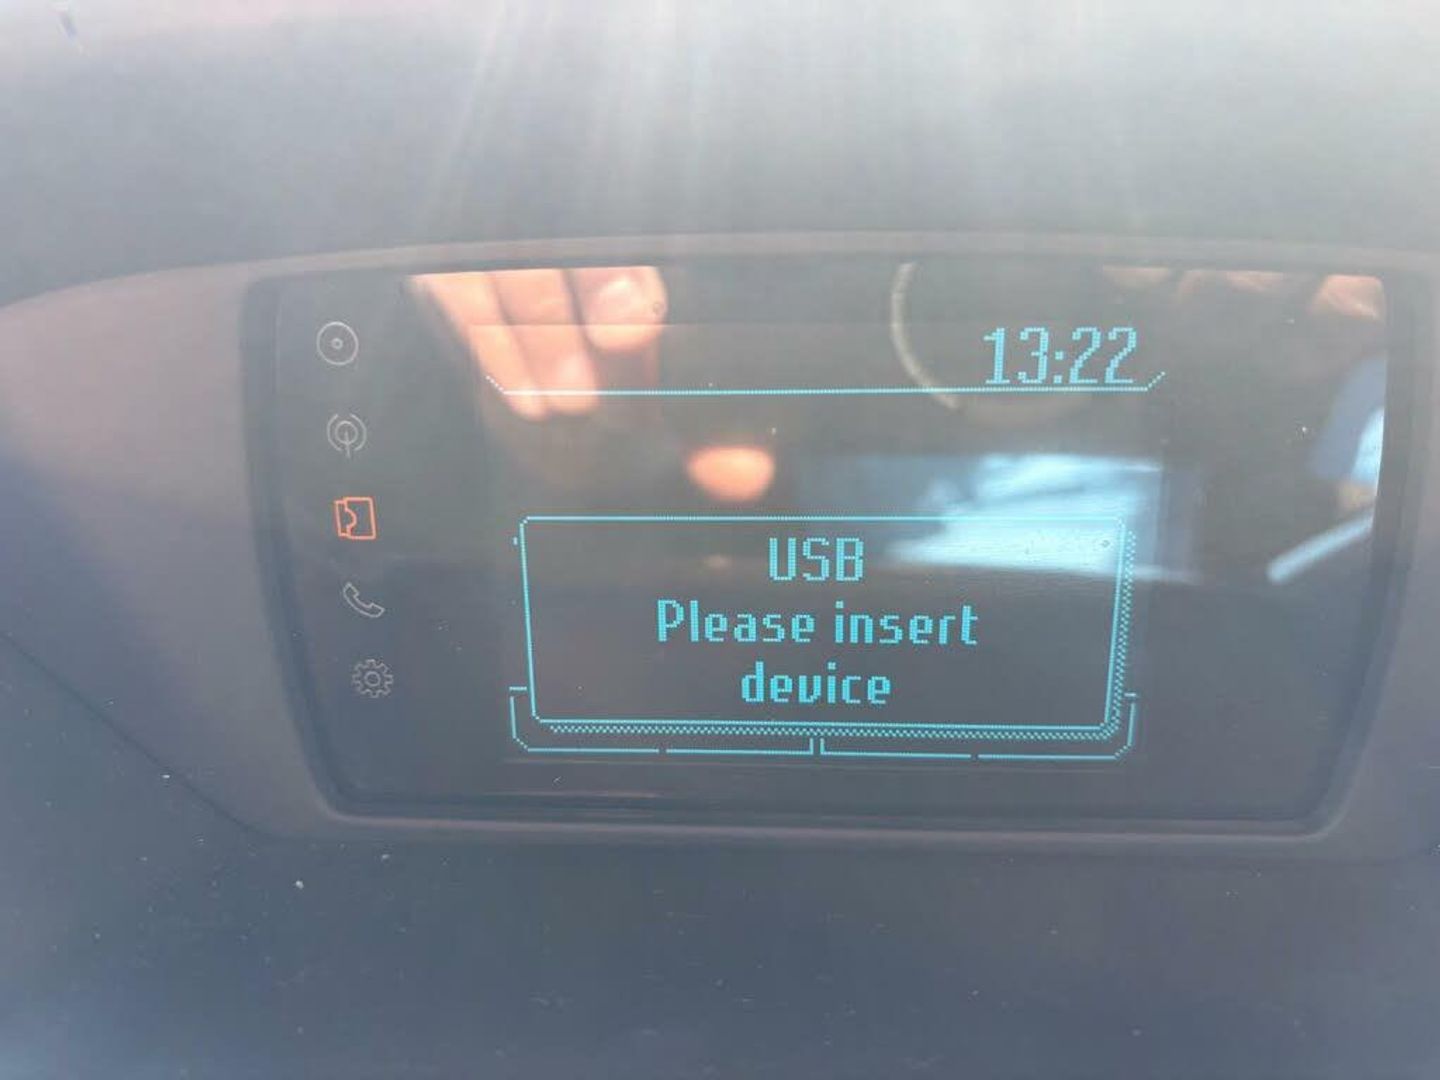 13:22
USB
Please insert
device